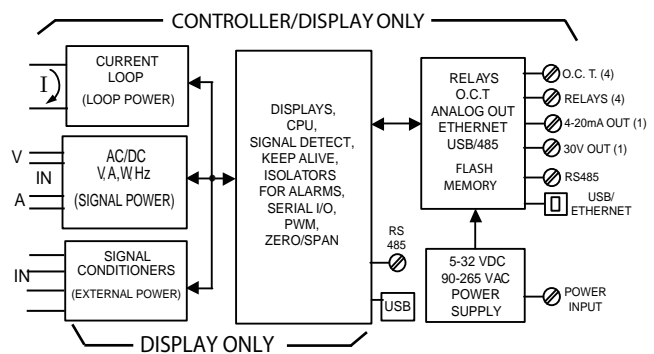 CONTROLLER/DISPLAY ONLY
CURRENT
LOOP
(LOOP POWER)
I
AC/DC
V,A,W,Hz
(SIGNAL POWER)
V
IN
A
SIGNAL
CONDITIONERS
(EXTERNAL POWER)
IN
DISPLAYS,
CPU,
SIGNAL DETECT,
KEEP ALIVE,
ISOLATORS
FOR ALARMS,
SERIAL I/O,
PWM,
ZERO/SPAN
RS
485
USB
RELAYS
O.C.T
ANALOG OUT
ETHERNET
USB/485
FLASH
MEMORY
O.C. T. (4)
RELAYS (4)
4-20mA OUT (1)
30V OUT (1)
RS485
USB/
ETHERNET
5-32 VDC
90-265 VAC
POWER
SUPPLY
POWER
INPUT
DISPLAY ONLY